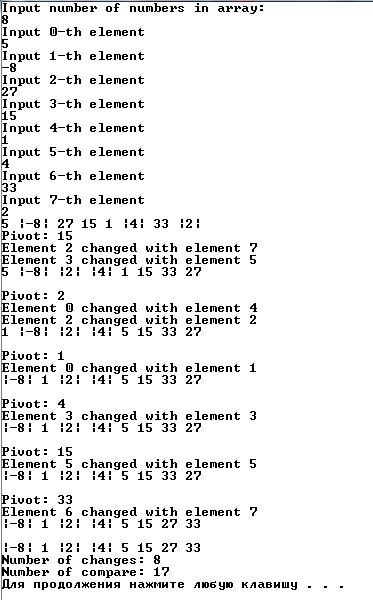 Input number of numbers in array:
8
Input 0-th element
5
Input 1-th element
-8
Input 2-th element
27
Input 3-th element
15
Input 4-th element
1
Input 5-th element
4
Input 6-th element
33
Input 7-th element
2
5 ¦-8¦ 27 15 1 ¦4¦ 33 ¦2¦
Pivot: 15
Element 2 changed with element 7
Element 3 changed with element 5
5 ¦-8¦ ¦2¦ ¦4¦ 1 15 33 27
Pivot: 2
Element 0 changed with element 4
Element 2 changed with element 2
1 ¦-8¦ ¦2¦ ¦4¦ 5 15 33 27
Pivot: 1
Element 0 changed with element 1
¦-8¦ 1 ¦2¦ ¦4¦ 5 15 33 27
Pivot: 4
Element 3 changed with element 3
¦-8¦ 1 ¦2¦ ¦4¦ 5 15 33 27
Pivot: 15
Element 5 changed with element 5
¦-8¦ 1 ¦2¦ ¦4¦ 5 15 33 27
Pivot: 33
Element 6 changed with element 7
¦-8¦ 1 ¦2¦ ¦4¦ 5 15 27 33
¦-8¦ 1 ¦2¦ ¦4¦ 5 15 27 33
Number of changes: 8
Number of compare: 17
Для продолжения нажмите любую клавишу . . .